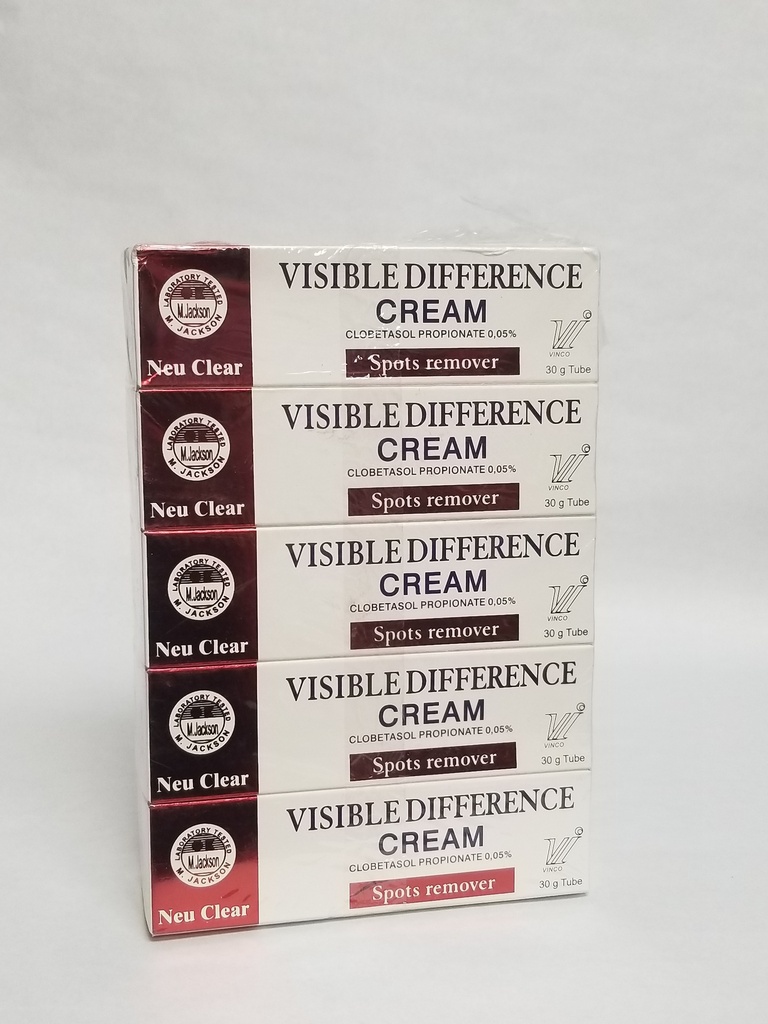 LABORATORY TESTED
M.Jackson
M. JACKSON
Neu Clear
VISIBLE DIFFERENCE
CREAM
CLOBETASOL PROPIONATE 0,05%
Spots remover
VINCO
30 g Tube
LABORATORY TESTED
M.Jackson
M. JACKSON
Neu Clear
VISIBLE DIFFERENCE
CREAM
CLOBETASOL PROPIONATE 0,05%
Spots remover
VINCO
30 g Tube
LABORATORY TESTED
M.Jackson
M. JACKSON
Neu Clear
VISIBLE DIFFERENCE
CREAM
CLOBETASOL PROPIONATE 0,05%
Spots remover
VINCO
30 g Tube
LABORATORY TESTED
M.Jackson
M. JACKSON
Neu Clear
VISIBLE DIFFERENCE
CREAM
CLOBETASOL PROPIONATE 0,05%
Spots remover
VINCO
30 g Tube
LABORATORY TESTED
M.Jackson
M. JACKSON
Neu Clear
VISIBLE DIFFERENCE
CREAM
CLOBETASOL PROPIONATE 0,05%
Spots remover
VINCO
30 g Tube